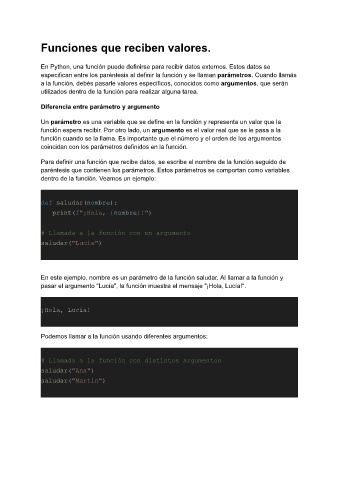 Funciones que reciben valores.
En Python, una función puede definirse para recibir datos externos. Estos datos se
especifican entre los paréntesis al definir la función y se llaman parámetros. Cuando llamás
a la función, debés pasarle valores específicos, conocidos como argumentos, que serán
utilizados dentro de la función para realizar alguna tarea.
Diferencia entre parámetro y argumento
Un parámetro es una variable que se define en la función y representa un valor que la
función espera recibir. Por otro lado, un argumento es el valor real que se le pasa a la
función cuando se la llama. Es importante que el número y el orden de los argumentos
coincidan con los parámetros definidos en la función.
Para definir una función que recibe datos, se escribe el nombre de la función seguido de
paréntesis que contienen los parámetros. Estos parámetros se comportan como variables
dentro de la función. Veamos un ejemplo:
def saludar(nombre):
print(f"¡Hola, {nombre}!")
# Llamada a la función con un argumento
saludar("Lucía")
En este ejemplo, nombre es un parámetro de la función saludar. Al llamar a la función y
pasar el argumento "Lucía", la función muestra el mensaje "¡Hola, Lucía!".
¡Hola, Lucía!
Podemos llamar a la función usando diferentes argumentos:
# Llamada a la función con distintos argumentos
saludar("Ana")
saludar("Martín")